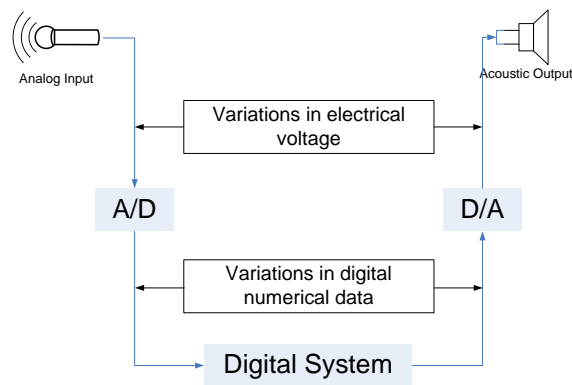 Analog Input
Acoustic Output
Variations in electrical
voltage
A/D
D/A
Variations in digital
numerical data
Digital System